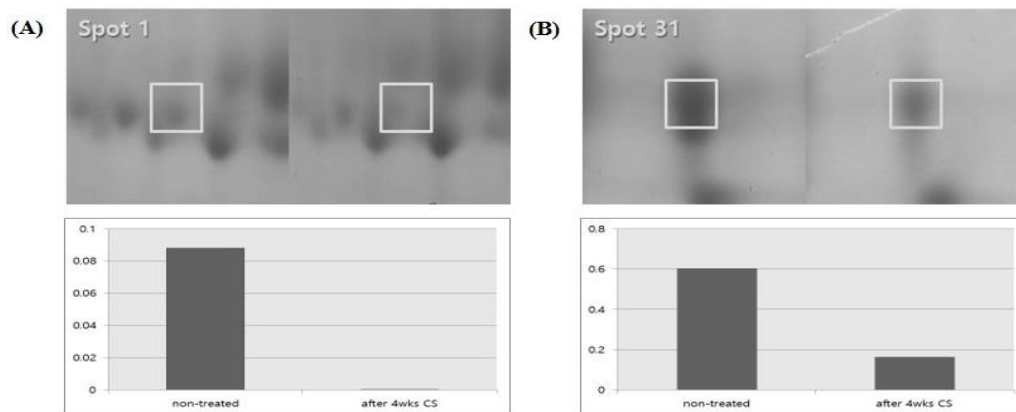 (A)
Spot 1
0.1
0.08
0.06
0.04
0.02
0
non-treated
after 4wks CS
(B)
Spot 31
0.8
0.6
0.4
0.2
0
non-treated
after 4wks CS